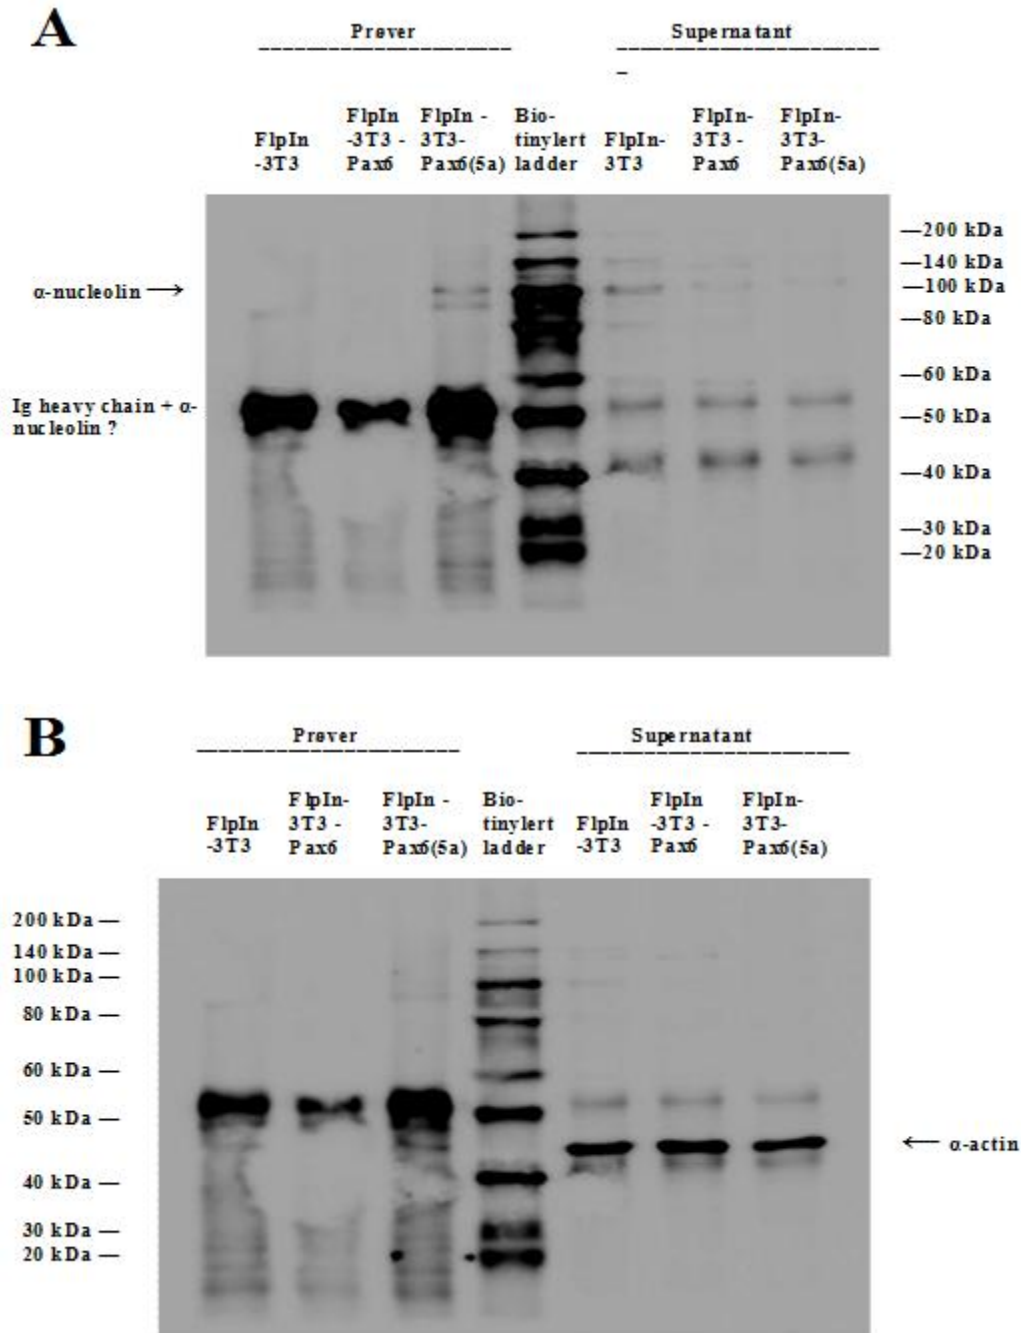 A
Prøver
Supernatant
FlpIn
-3T3
FlpIn
-3T3 -
Pax6
FlpIn -
3T3-
Pax6(5a)
Bio-
tinylert
ladder
FlpIn-
3T3
FlpIn-
3T3 -
Pax6
FlpIn-
3T3-
Pax6(5a)
α-nucleolin →
Ig heavy chain + α-
nucleolin ?
—200 kDa
—140 kDa
—100 kDa
—80 kDa
—60 kDa
—50 kDa
—40 kDa
—30 kDa
—20 kDa
B
Prøver
Supernatant
FlpIn
-3T3
FlpIn-
3T3 -
Pax6
FlpIn -
3T3-
Pax6(5a)
Bio-
tinylert
ladder
FlpIn
-3T3
FlpIn
-3T3 -
Pax6
FlpIn-
3T3-
Pax6(5a)
200 kDa —
140 kDa —
100 kDa —
80 kDa —
60 kDa —
50 kDa —
40 kDa —
30 kDa —
20 kDa —
← α-actin